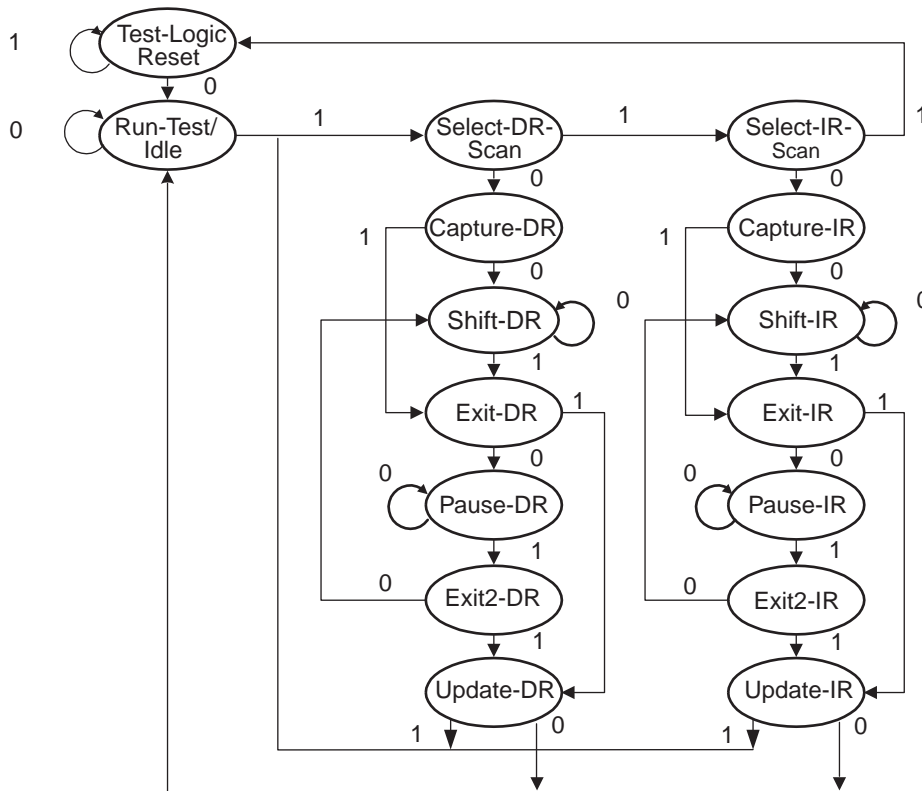 1
Test-Logic
Reset
0
0
Run-Test/
Idle
1
Select-DR-
Scan
1
Select-IR-
Scan
1
0
0
Capture-DR
1
0
Capture-IR
1
0
Shift-DR
0
1
Shift-IR
0
1
Exit-DR
1
0
Exit-IR
1
0
0
Pause-DR
1
0
Pause-IR
1
0
Exit2-DR
1
0
Exit2-IR
1
Update-DR
1
0
Update-IR
1
0